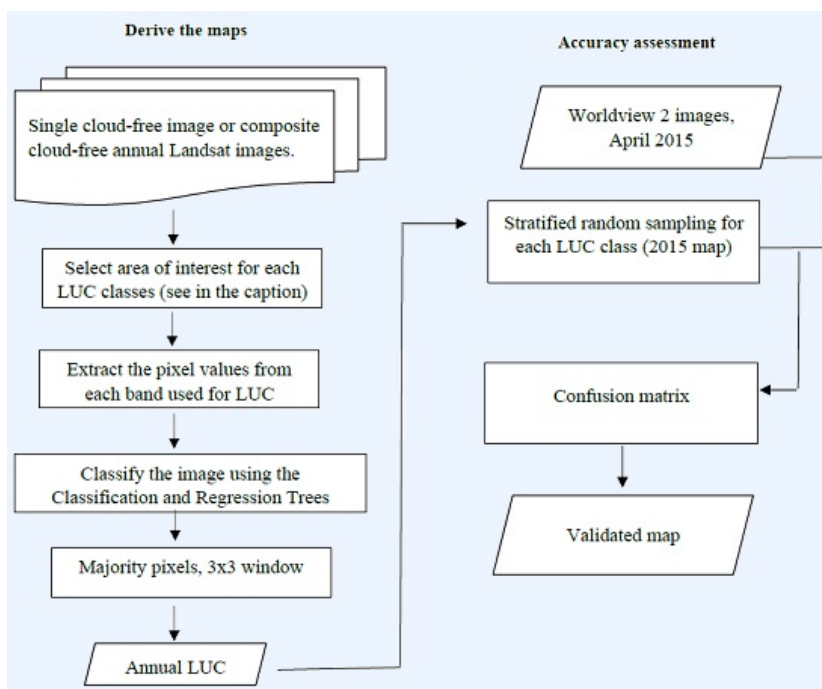 Derive the maps
Single cloud-free image or composite
cloud-free annual Landsat images.
Select area of interest for each
LUC classes (see in the caption)
Extract the pixel values from
each band used for LUC
Classify the image using the
Classification and Regression Trees
Majority pixels, 3x3 window
Annual LUC
Accuracy assessment
Worldview 2 images,
April 2015
Stratified random sampling for
each LUC class (2015 map)
Confusion matrix
Validated map